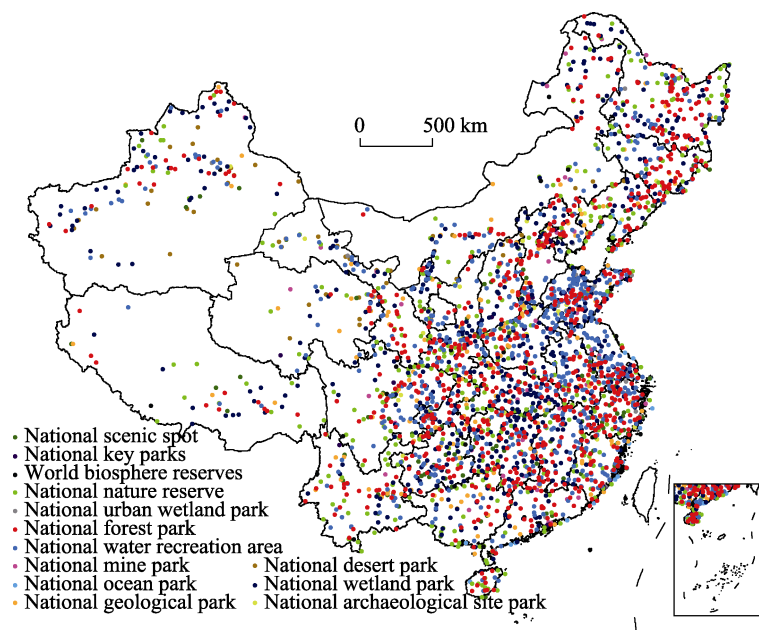 0 500 km
National scenic spot
National key parks
World biosphere reserves
National nature reserve
National urban wetland park
National forest park
National water recreation area
National mine park National desert park
National ocean park National wetland park
National geological park National archaeological site park